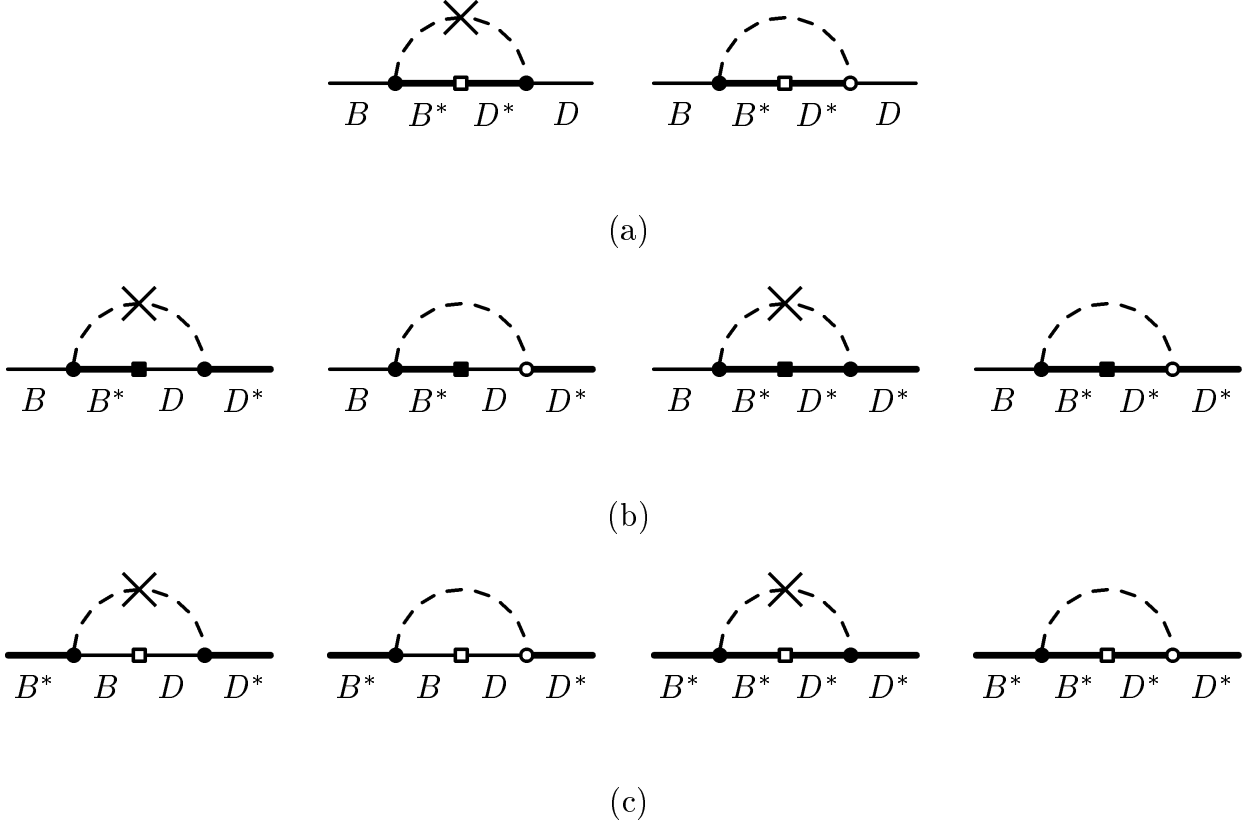 B B* D* D B B* D* D
(a)
B B* D D* B B* D D* B B* D* D* B B* D* D*
(b)
B* B D D* B* B D D* B* B* D* D* B* B* D* D*
(c)